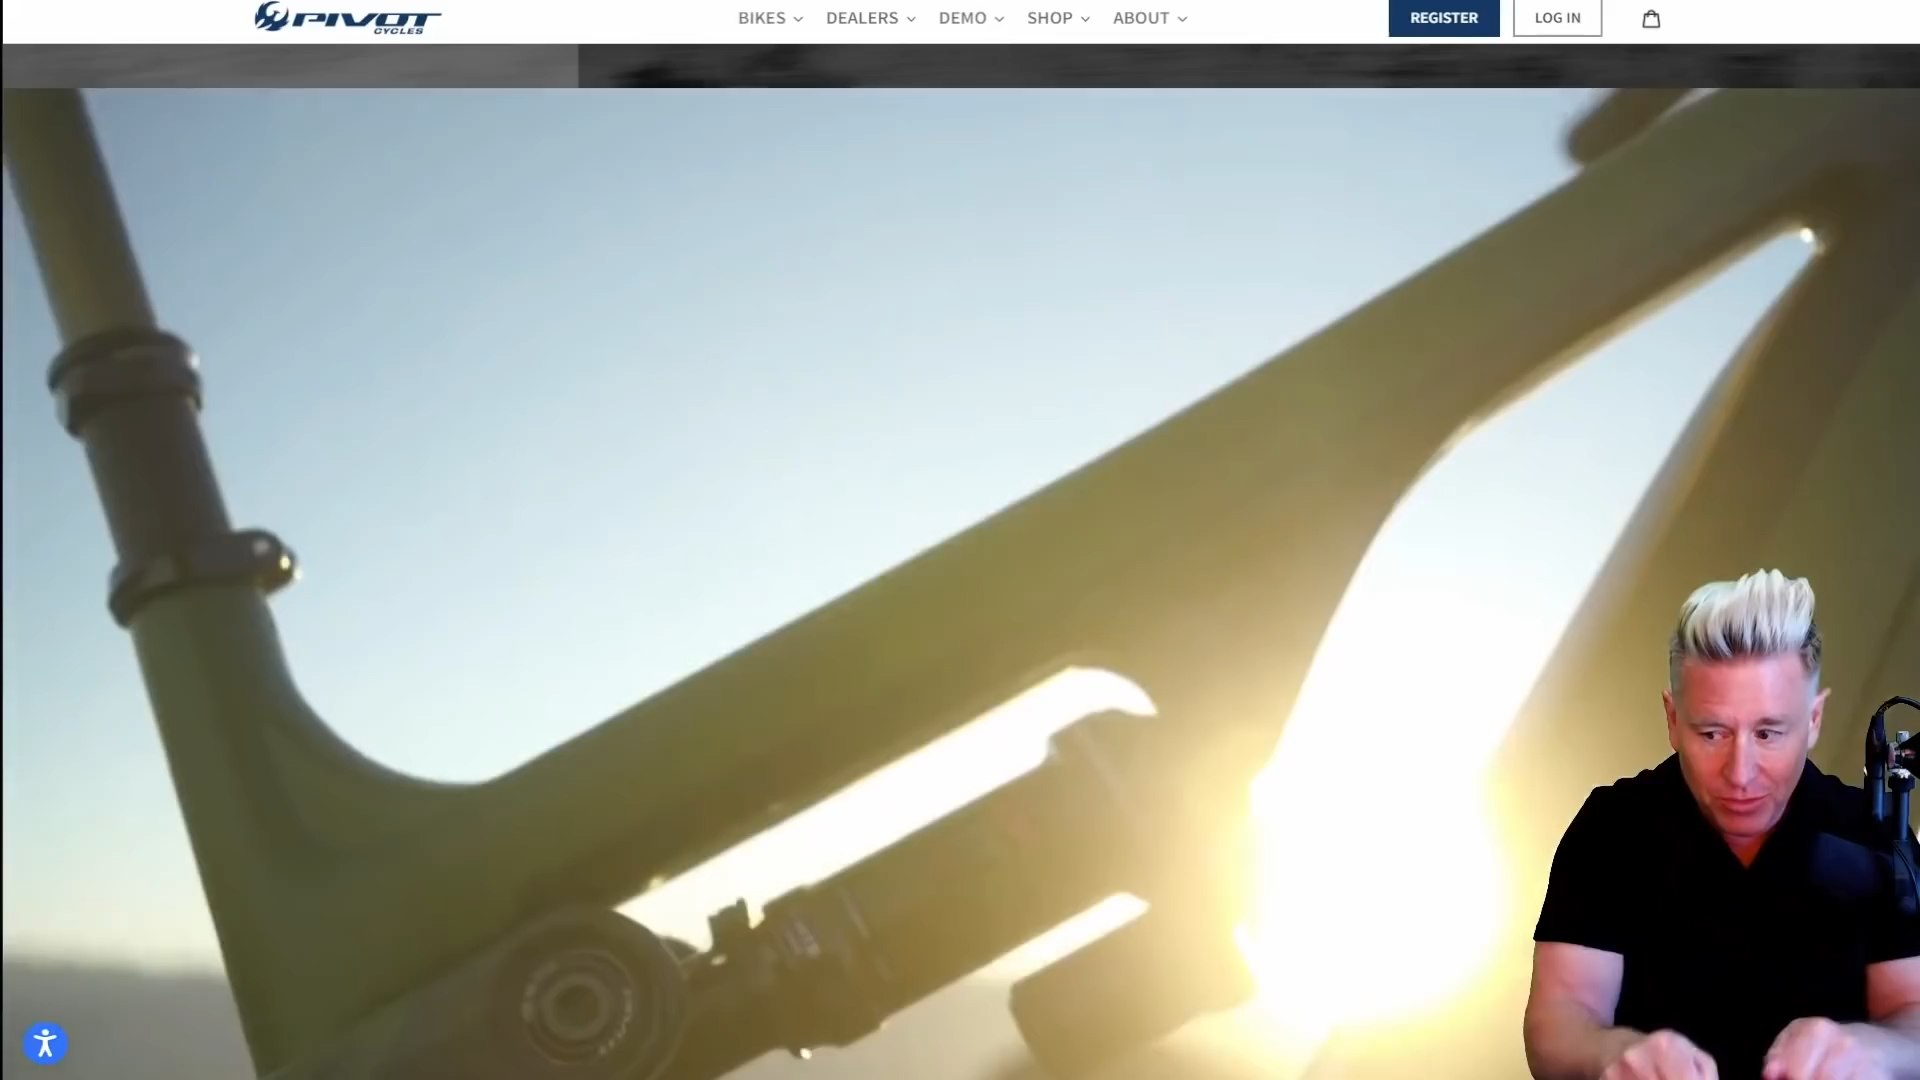 PIVOT
CYCLES
BIKES
DEALERS
DEMO
SHOP
ABOUT
REGISTER
LOG IN